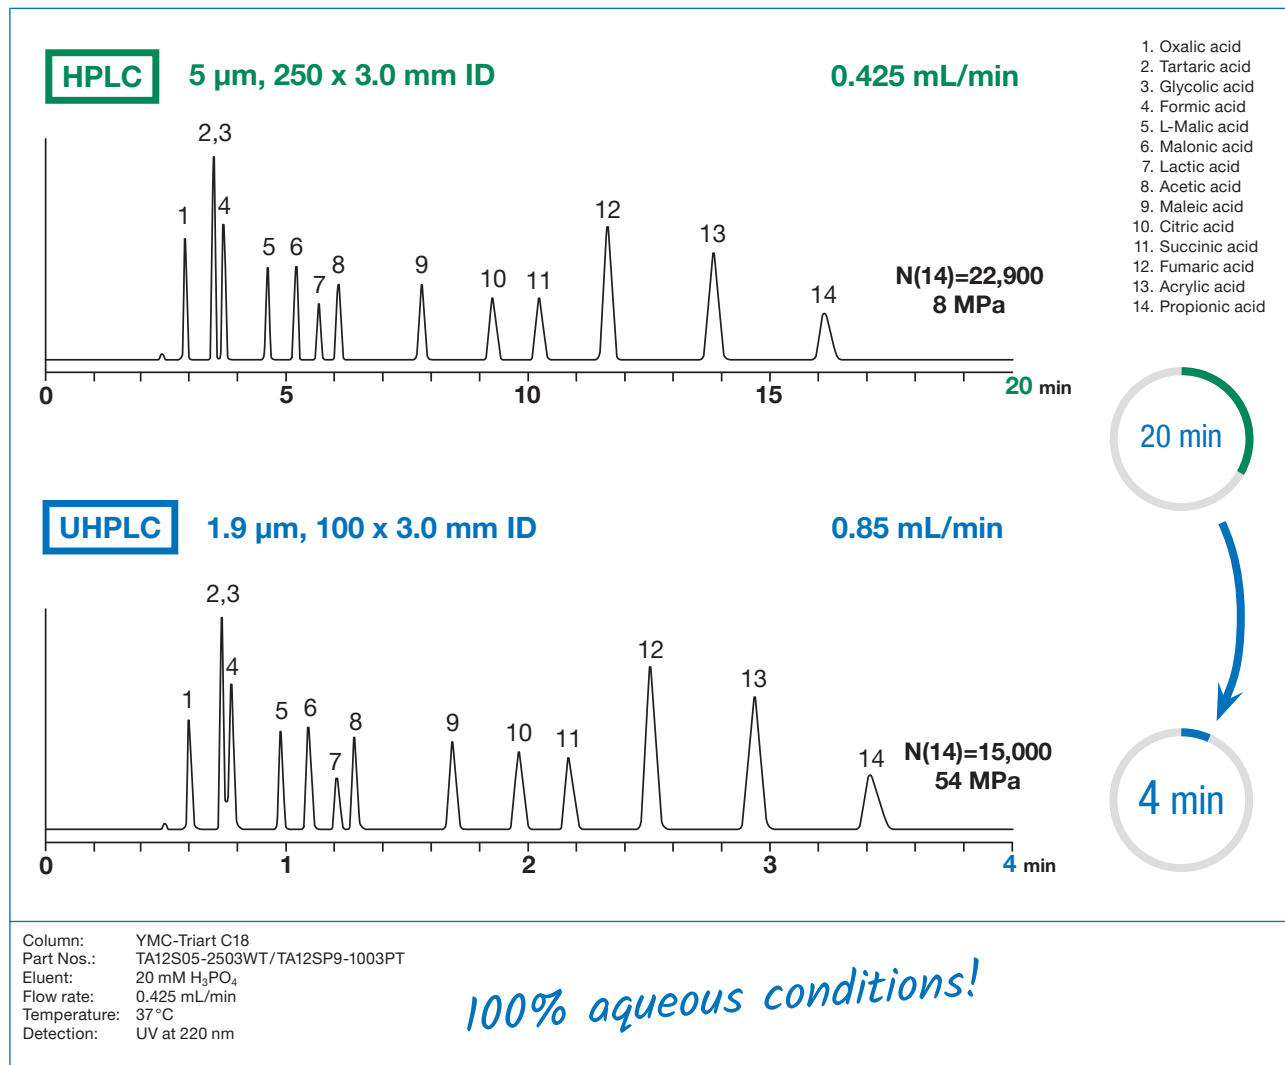 HPLC 5 µm, 250 x 3.0 mm ID 0.425 mL/min
2,3
1 4 5 6 7 8 9 10 11 12 13 14
N(14)=22,900
8 MPa
0 5 10 15 20 min
1. Oxalic acid
2. Tartaric acid
3. Glycolic acid
4. Formic acid
5. L-Malic acid
6. Malonic acid
7. Lactic acid
8. Acetic acid
9. Maleic acid
10. Citric acid
11. Succinic acid
12. Fumaric acid
13. Acrylic acid
14. Propionic acid
20 min
UHPLC 1.9 µm, 100 x 3.0 mm ID 0.85 mL/min
2,3
1 4 5 6 7 8 9 10 11 12 13 14
N(14)=15,000
54 MPa
0 1 2 3 4 min
4 min
Column: YMC-Triart C18
Part Nos.: TA12S05-2503WT/TA12SP9-1003PT
Eluent: 20 mM H₃PO₄
Flow rate: 0.425 mL/min
Temperature: 37°C
Detection: UV at 220 nm
100% aqueous conditions!